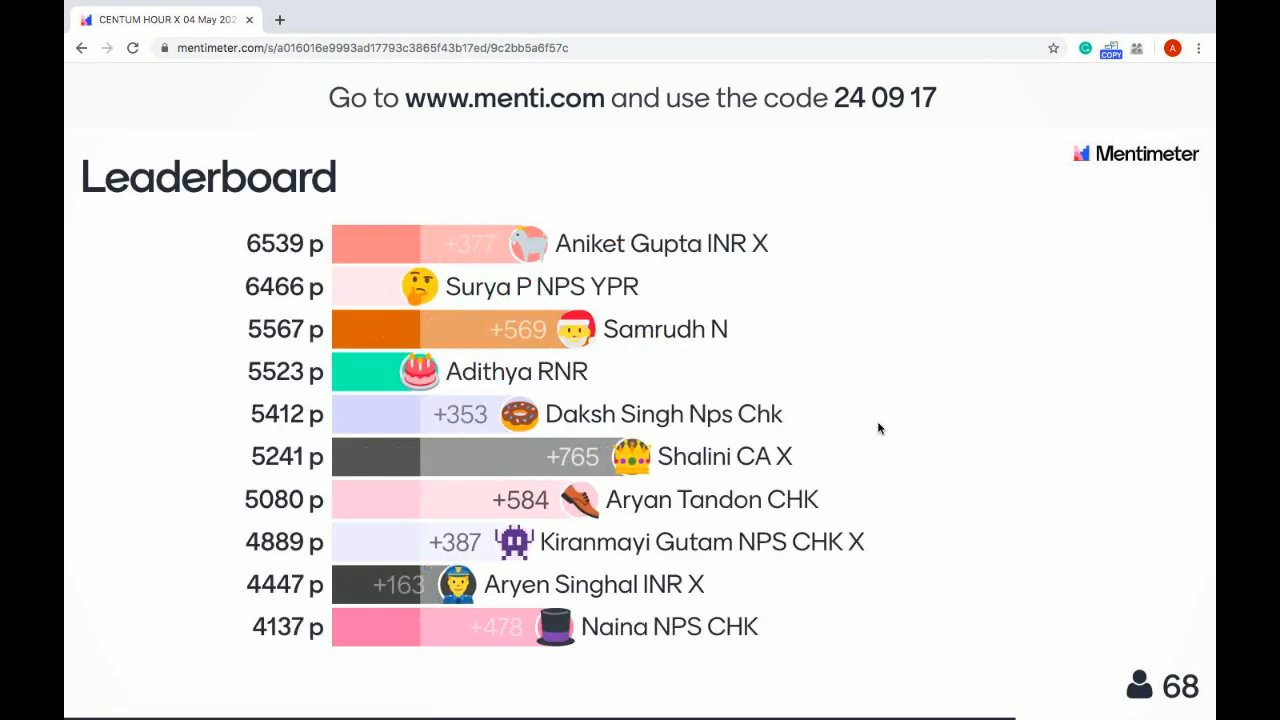 CENTUM HOUR X 04 May 202
mentimeter.com/s/a016016e9993ad17793c3865f43b17ed/9c2bb5a6f57c
COPY
A
Go to www.menti.com and use the code 24 09 17
Mentimeter
Leaderboard
6539 p +377 Aniket Gupta INR X
6466 p Surya P NPS YPR
5567 p +569 Samrudh N
5523 p Adithya RNR
5412 p +353 Daksh Singh Nps Chk
5241 p +765 Shalini CA X
5080 p +584 Aryan Tandon CHK
4889 p +387 Kiranmayi Gutam NPS CHK X
4447 p +163 Aryen Singhal INR X
4137 p +478 Naina NPS CHK
68